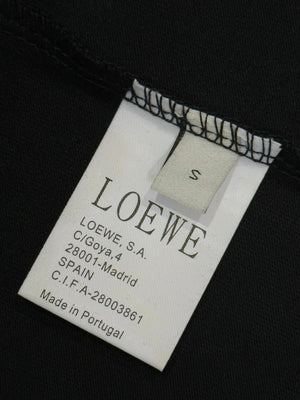 S
LOEWE
LOEWE, S.A.
C/Goya,4
28001-Madrid
SPAIN
C.I.F.A-28003861
Made in Portugal